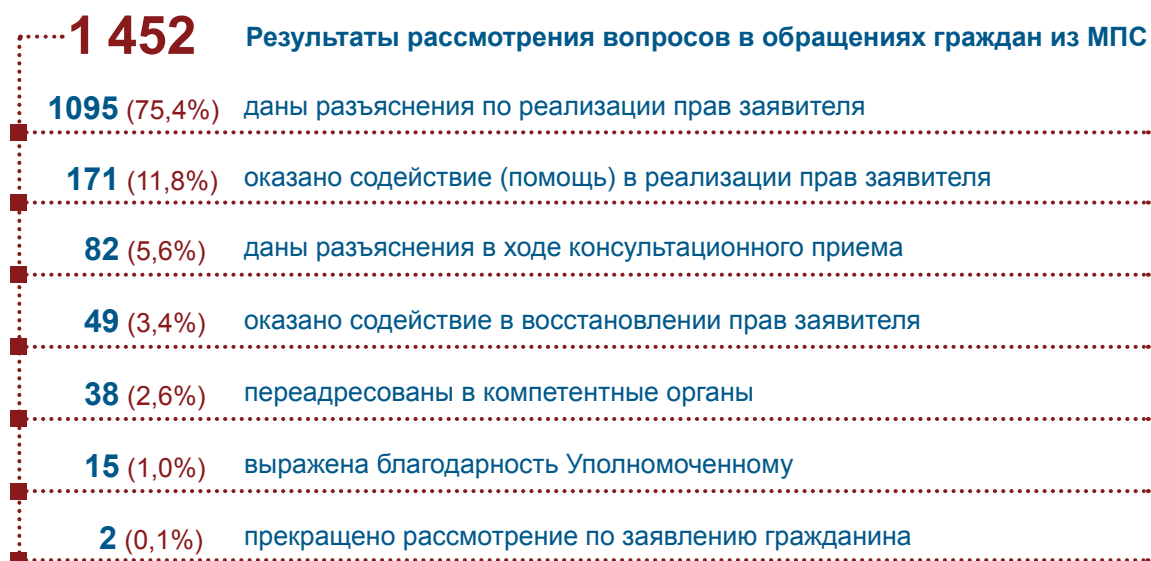 1 452 Результаты рассмотрения вопросов в обращениях граждан из МПС
1095 (75,4%) даны разъяснения по реализации прав заявителя
171 (11,8%) оказано содействие (помощь) в реализации прав заявителя
82 (5,6%) даны разъяснения в ходе консультационного приема
49 (3,4%) оказано содействие в восстановлении прав заявителя
38 (2,6%) переадресованы в компетентные органы
15 (1,0%) выражена благодарность Уполномоченному
2 (0,1%) прекращено рассмотрение по заявлению гражданина